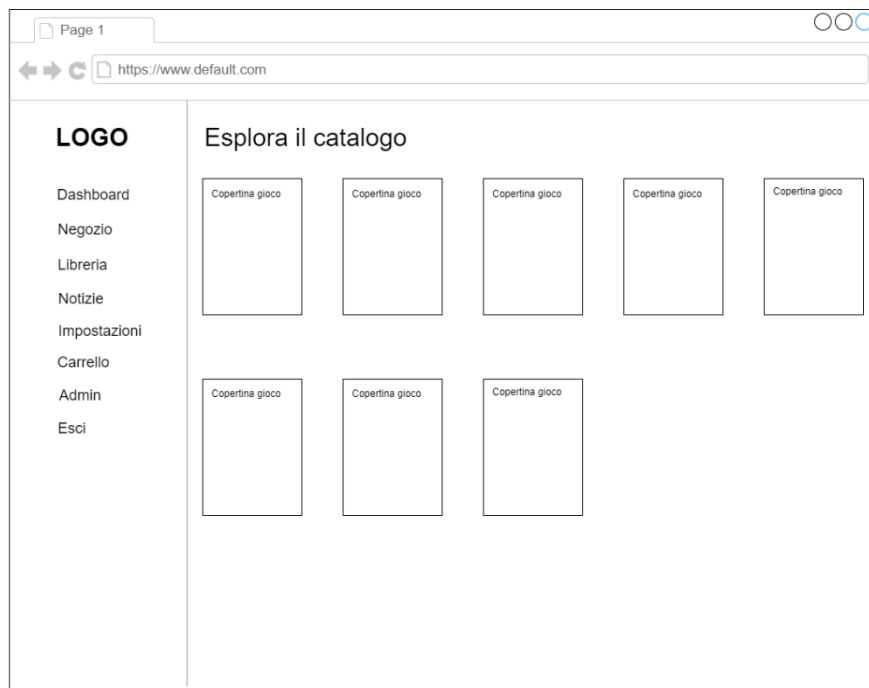 Page 1
https://www.default.com
LOGO
Esplora il catalogo
Dashboard
Negozio
Libreria
Notizie
Impostazioni
Carrello
Admin
Esci
Copertina gioco
Copertina gioco
Copertina gioco
Copertina gioco
Copertina gioco
Copertina gioco
Copertina gioco
Copertina gioco